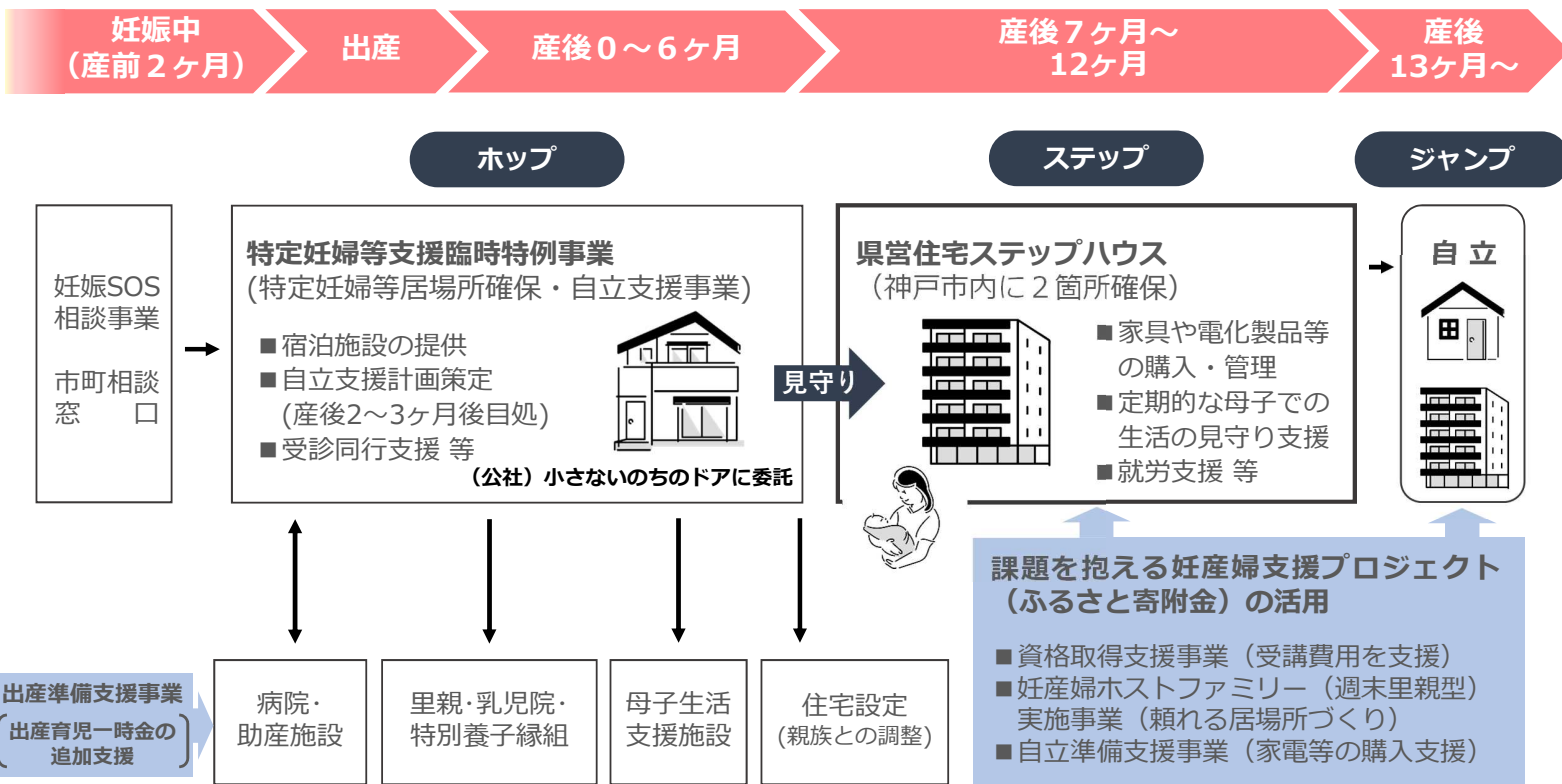 妊娠中
（産前２ヶ月）
出産
産後０～６ヶ月
産後７ヶ月～
12ヶ月
産後
13ヶ月～
ホップ
ステップ
ジャンプ
妊娠SOS
相談事業
市町相談
窓　口
特定妊婦等支援臨時特例事業
(特定妊婦等居場所確保・自立支援事業)
■宿泊施設の提供
■自立支援計画策定
(産後2～3ヶ月後目処)
■受診同行支援 等
（公社）小さないのちのドアに委託
見守り
県営住宅ステップハウス
（神戸市内に２箇所確保）
■家具や電化製品等
の購入・管理
■定期的な母子での
生活の見守り支援
■就労支援 等
自 立
課題を抱える妊産婦支援プロジェクト
（ふるさと寄附金）の活用
■資格取得支援事業（受講費用を支援）
■妊産婦ホストファミリー（週末里親型）
実施事業（頼れる居場所づくり）
■自立準備支援事業（家電等の購入支援）
出産準備支援事業
出産育児一時金の
追加支援
病院・
助産施設
里親・乳児院・
特別養子縁組
母子生活
支援施設
住宅設定
(親族との調整)